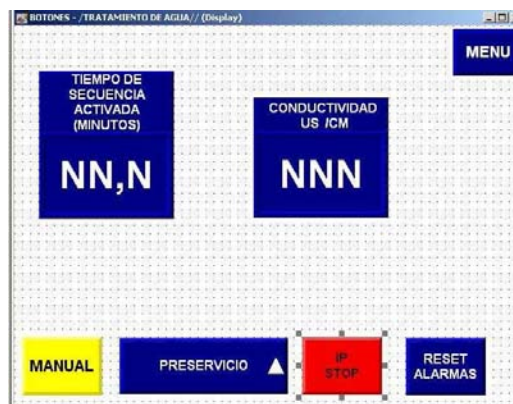 BOTONES - /TRATAMIENTO DE AGUA// (Display)
MENU
TIEMPO DE
SECUENCIA
ACTIVADA
(MINUTOS)
NN,N
CONDUCTIVIDAD
US /CM
NNN
MANUAL
PRESERVICIO
IP
STOP
RESET
ALARMAS